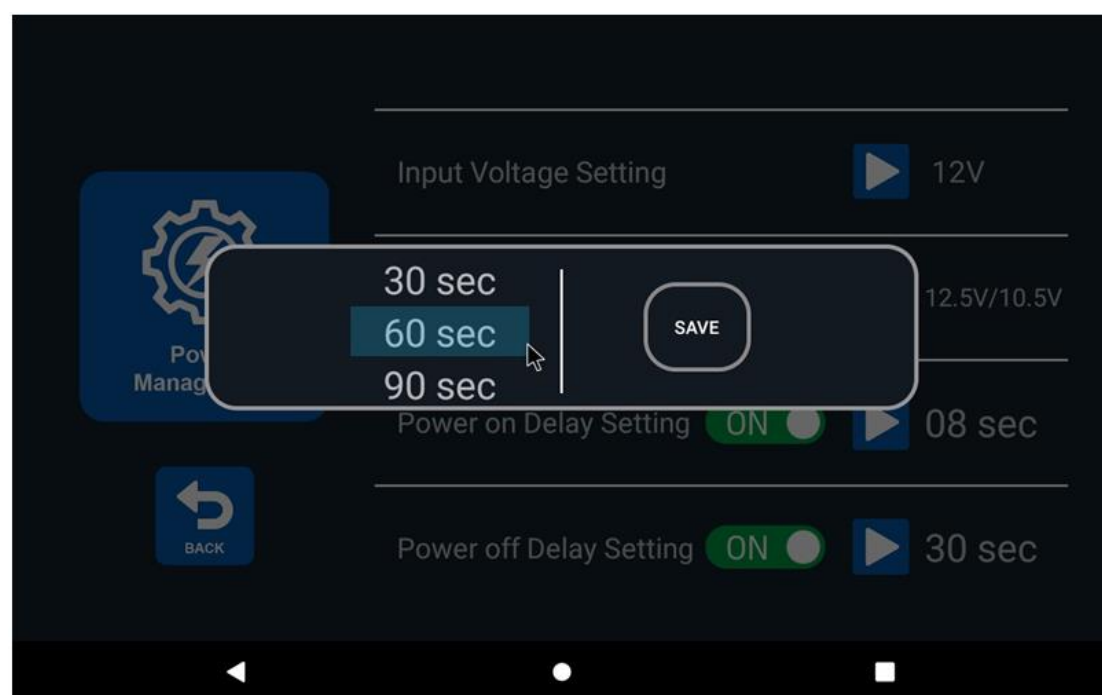 Input Voltage Setting 12V
30 sec
60 sec
90 sec
SAVE
12.5V/10.5V
Manag
Power on Delay Setting ON 08 sec
BACK
Power off Delay Setting ON 30 sec